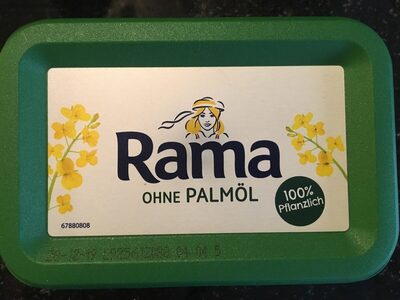 Rama
OHNE PALMÖL
100%
Pflanzlich
67880808